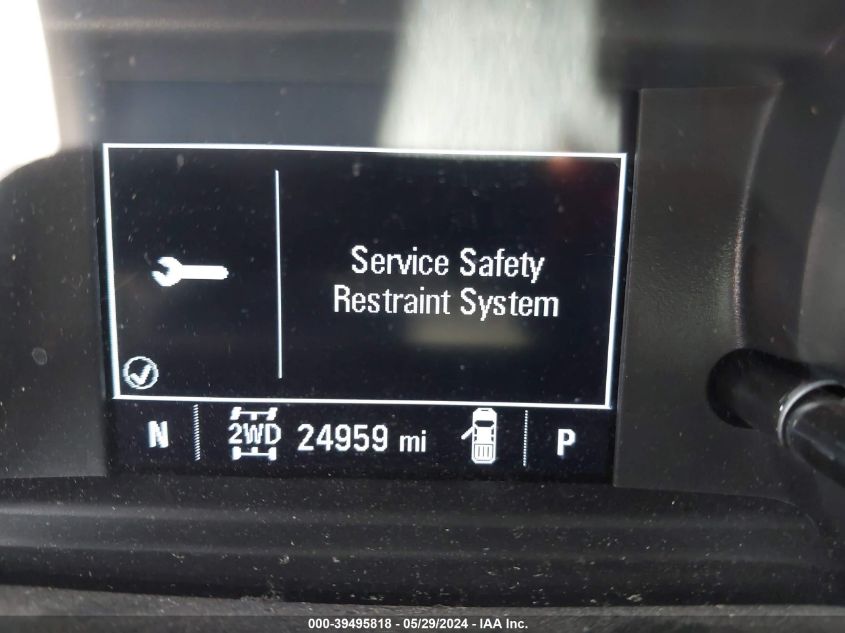 Service Safety
Restraint System
N 2WD 24959 mi P
000-39495818 - 05/29/2024 - IAA Inc.